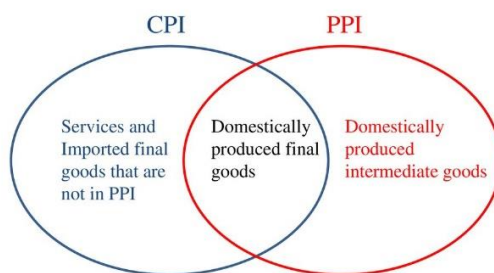 CPI
PPI
Services and
Imported final
goods that are
not in PPI
Domestically
produced final
goods
Domestically
produced
intermediate goods